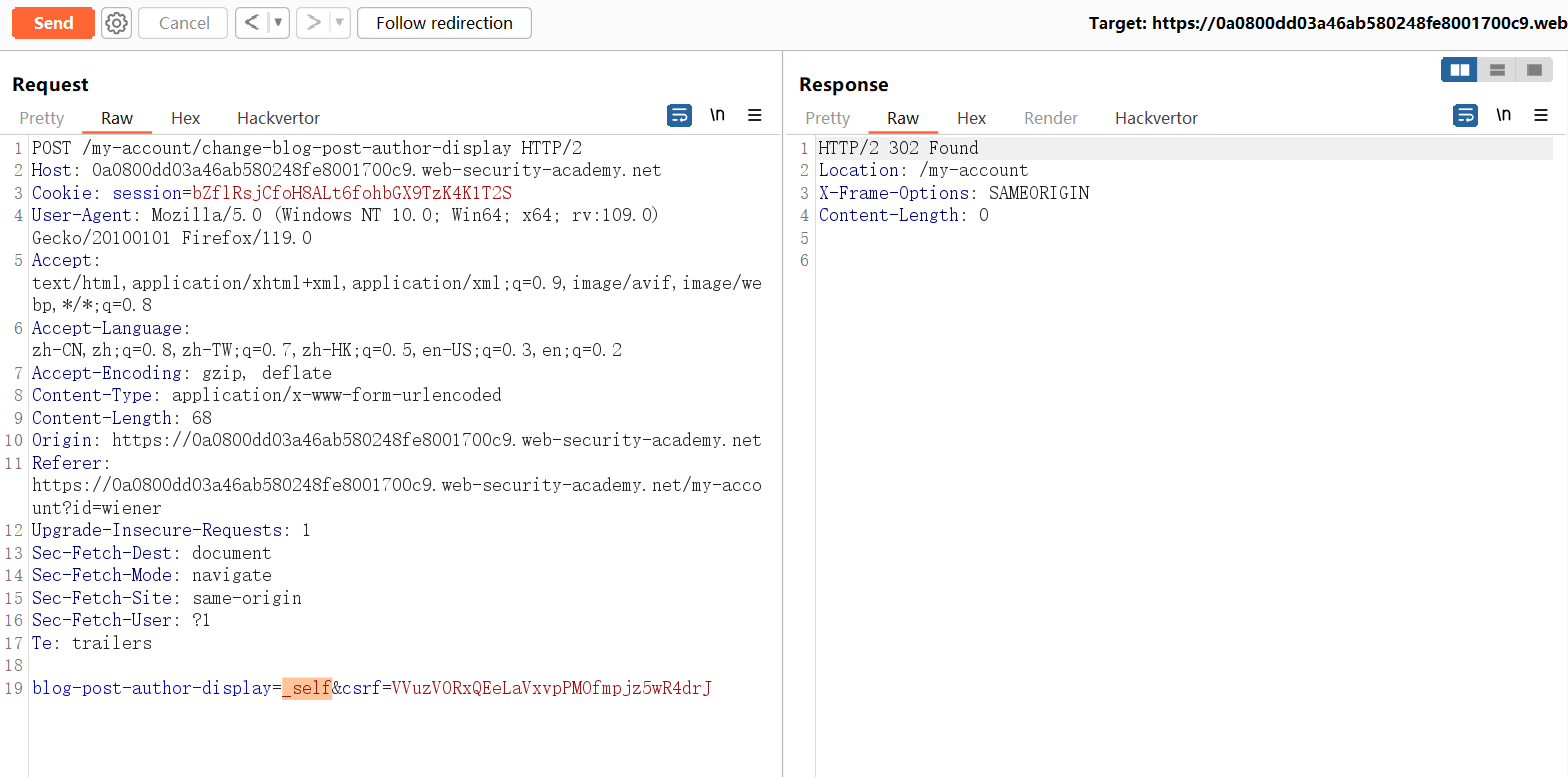 Send
Cancel
<
>
Follow redirection
Target: https://0a0800dd03a46ab580248fe8001700c9.web
Request
Pretty Raw Hex Hackvertor
\n
1 POST /my-account/change-blog-post-author-display HTTP/2
2 Host: 0a0800dd03a46ab580248fe8001700c9.web-security-academy.net
3 Cookie: session=bZflRsjCfoH8ALt6fohbGX9TzK4K1T2S
4 User-Agent: Mozilla/5.0 (Windows NT 10.0; Win64; x64; rv:109.0)
Gecko/20100101 Firefox/119.0
5 Accept:
text/html,application/xhtml+xml,application/xml;q=0.9,image/avif,image/we
bp,*/*;q=0.8
6 Accept-Language:
zh-CN,zh;q=0.8,zh-TW;q=0.7,zh-HK;q=0.5,en-US;q=0.3,en;q=0.2
7 Accept-Encoding: gzip, deflate
8 Content-Type: application/x-www-form-urlencoded
9 Content-Length: 68
10 Origin: https://0a0800dd03a46ab580248fe8001700c9.web-security-academy.net
11 Referer:
https://0a0800dd03a46ab580248fe8001700c9.web-security-academy.net/my-acco
unt?id=wiener
12 Upgrade-Insecure-Requests: 1
13 Sec-Fetch-Dest: document
14 Sec-Fetch-Mode: navigate
15 Sec-Fetch-Site: same-origin
16 Sec-Fetch-User: ?1
17 Te: trailers
18
19 blog-post-author-display=_self&csrf=VVuzVORxQEeLaVxvpPMOfmpjz5wR4drJ
Response
Pretty Raw Hex Render Hackvertor
\n
1 HTTP/2 302 Found
2 Location: /my-account
3 X-Frame-Options: SAMEORIGIN
4 Content-Length: 0
5
6